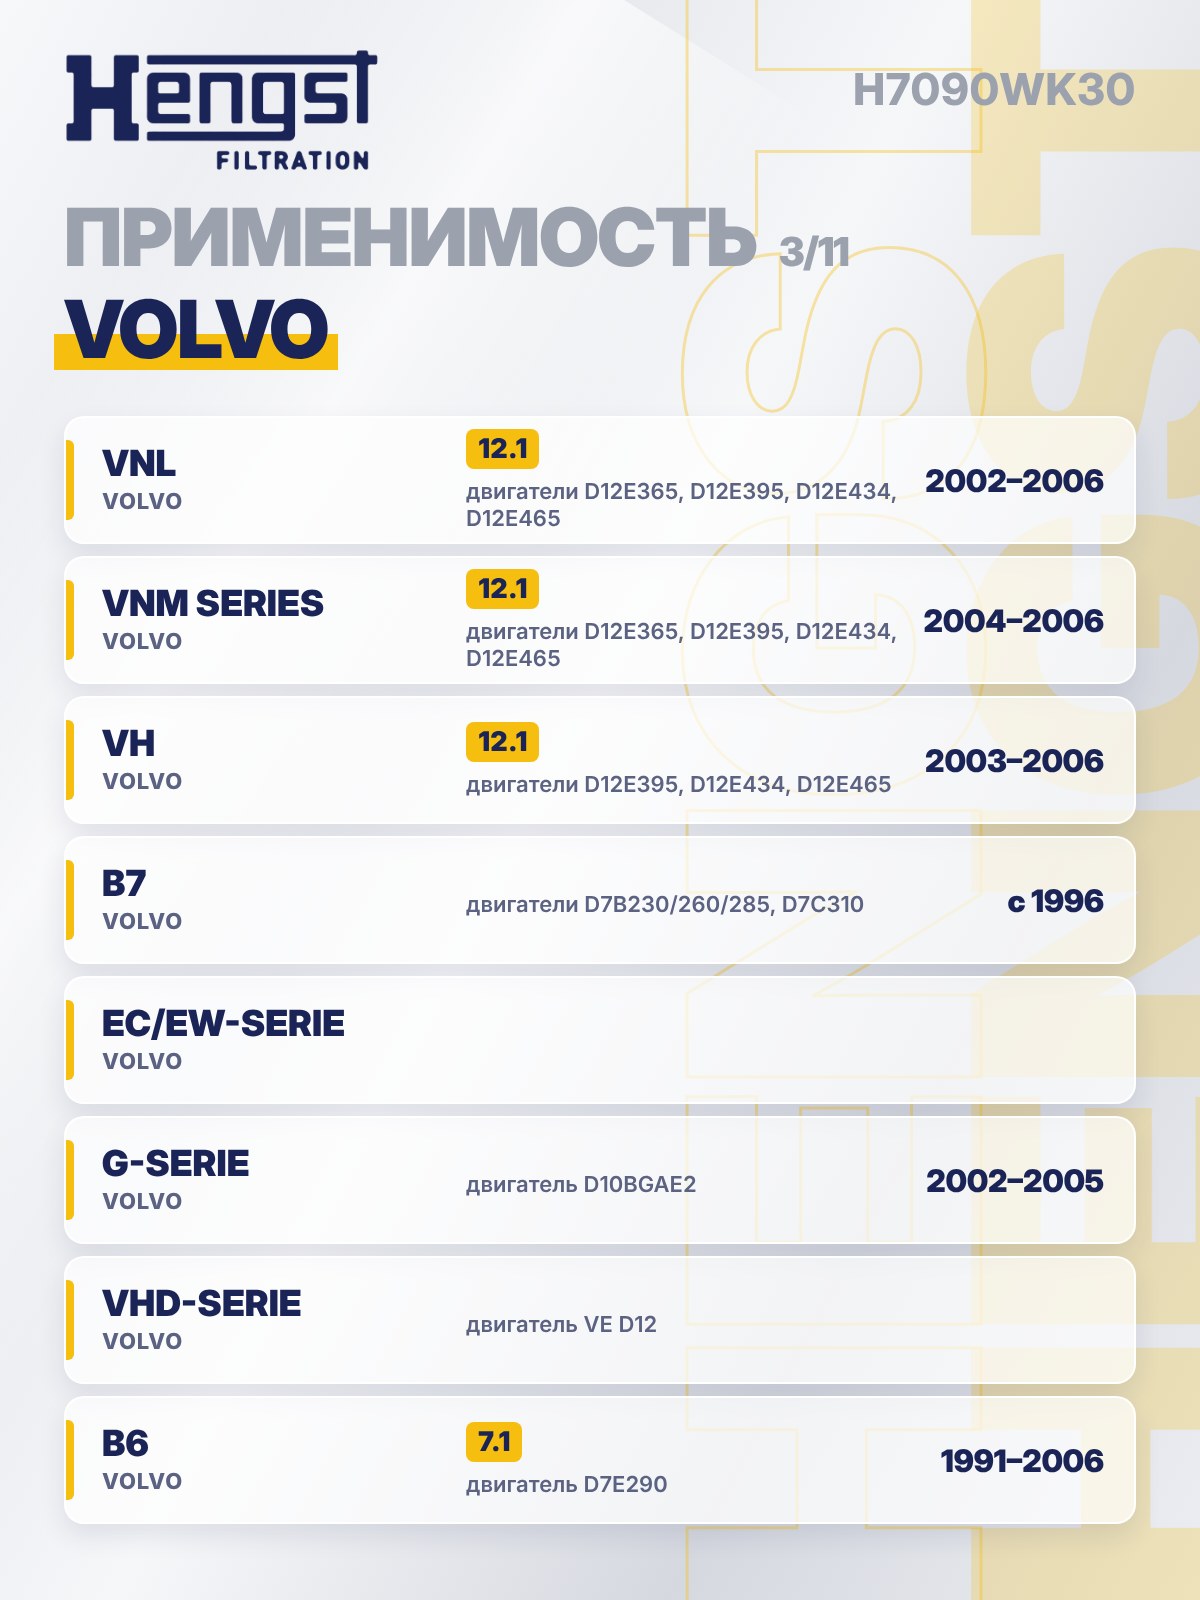 Hengst
FILTRATION
H7090WK30
ПРИМЕНИМОСТЬ 3/11
VOLVO
VNL
VOLVO
12.1
двигатели D12E365, D12E395, D12E434,
D12E465
2002–2006
VNM SERIES
VOLVO
12.1
двигатели D12E365, D12E395, D12E434,
D12E465
2004–2006
VH
VOLVO
12.1
двигатели D12E395, D12E434, D12E465
2003–2006
B7
VOLVO
двигатели D7B230/260/285, D7C310
с 1996
EC/EW-SERIE
VOLVO
G-SERIE
VOLVO
двигатель D10BGAE2
2002–2005
VHD-SERIE
VOLVO
двигатель VE D12
B6
VOLVO
7.1
двигатель D7E290
1991–2006
HENGST
HENGST